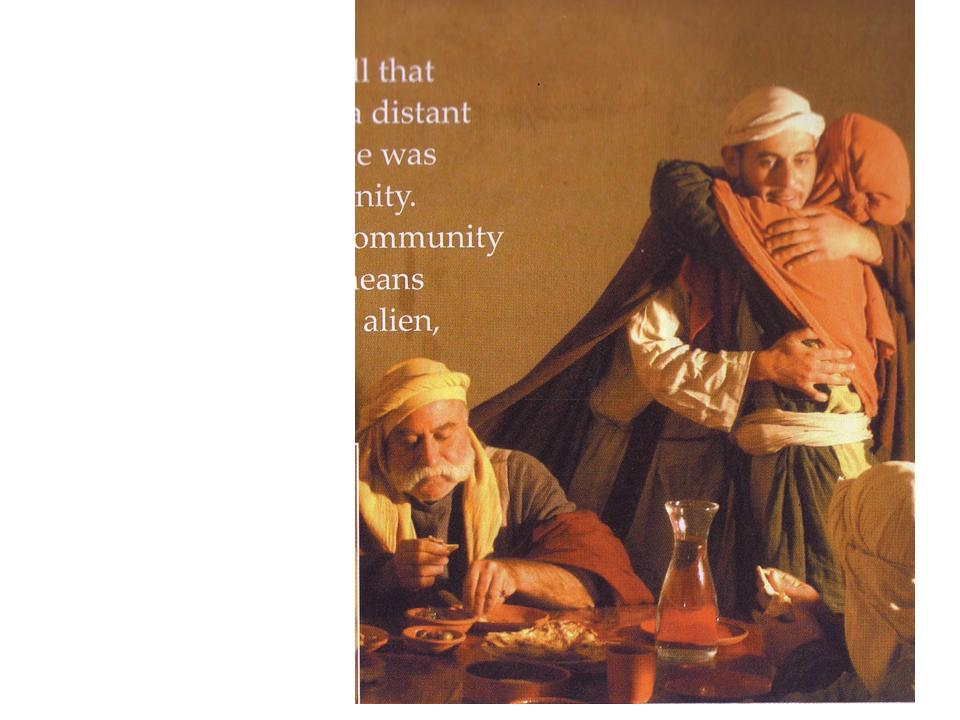 ll that
a distant
e was
nity.
ommunity
eans
alien,